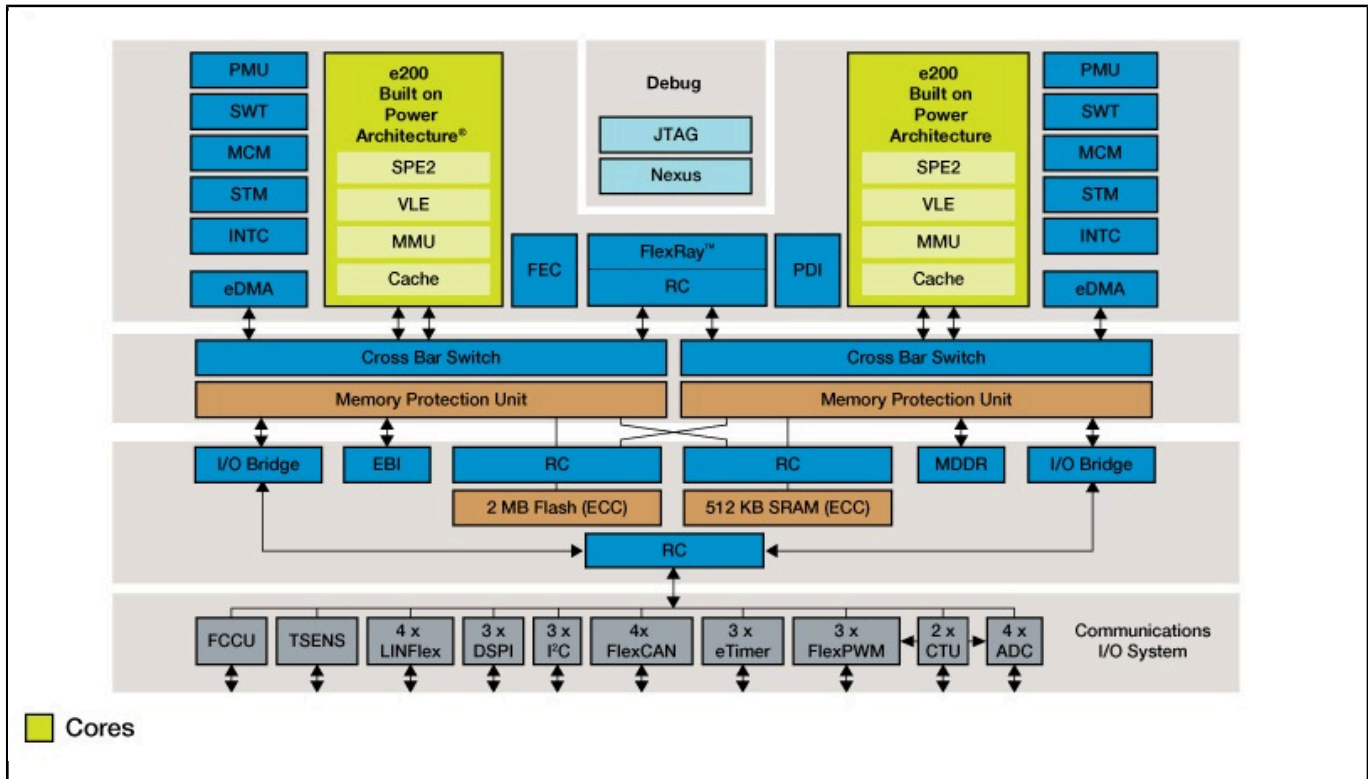 PMU
SWT
MCM
STM
INTC
eDMA
e200
Built on
Power
Architecture®
SPE2
VLE
MMU
Cache
Debug
JTAG
Nexus
FEC
FlexRay™
RC
PDI
e200
Built on
Power
Architecture
SPE2
VLE
MMU
Cache
PMU
SWT
MCM
STM
INTC
eDMA
Cross Bar Switch
Cross Bar Switch
Memory Protection Unit
Memory Protection Unit
I/O Bridge
EBI
RC
RC
MDDR
I/O Bridge
2 MB Flash (ECC)
512 KB SRAM (ECC)
RC
FCCU
TSENS
4 x
LINFlex
3 x
DSPI
3 x
I²C
4x
FlexCAN
3 x
eTimer
3 x
FlexPWM
2 x
CTU
4 x
ADC
Communications
I/O System
Cores